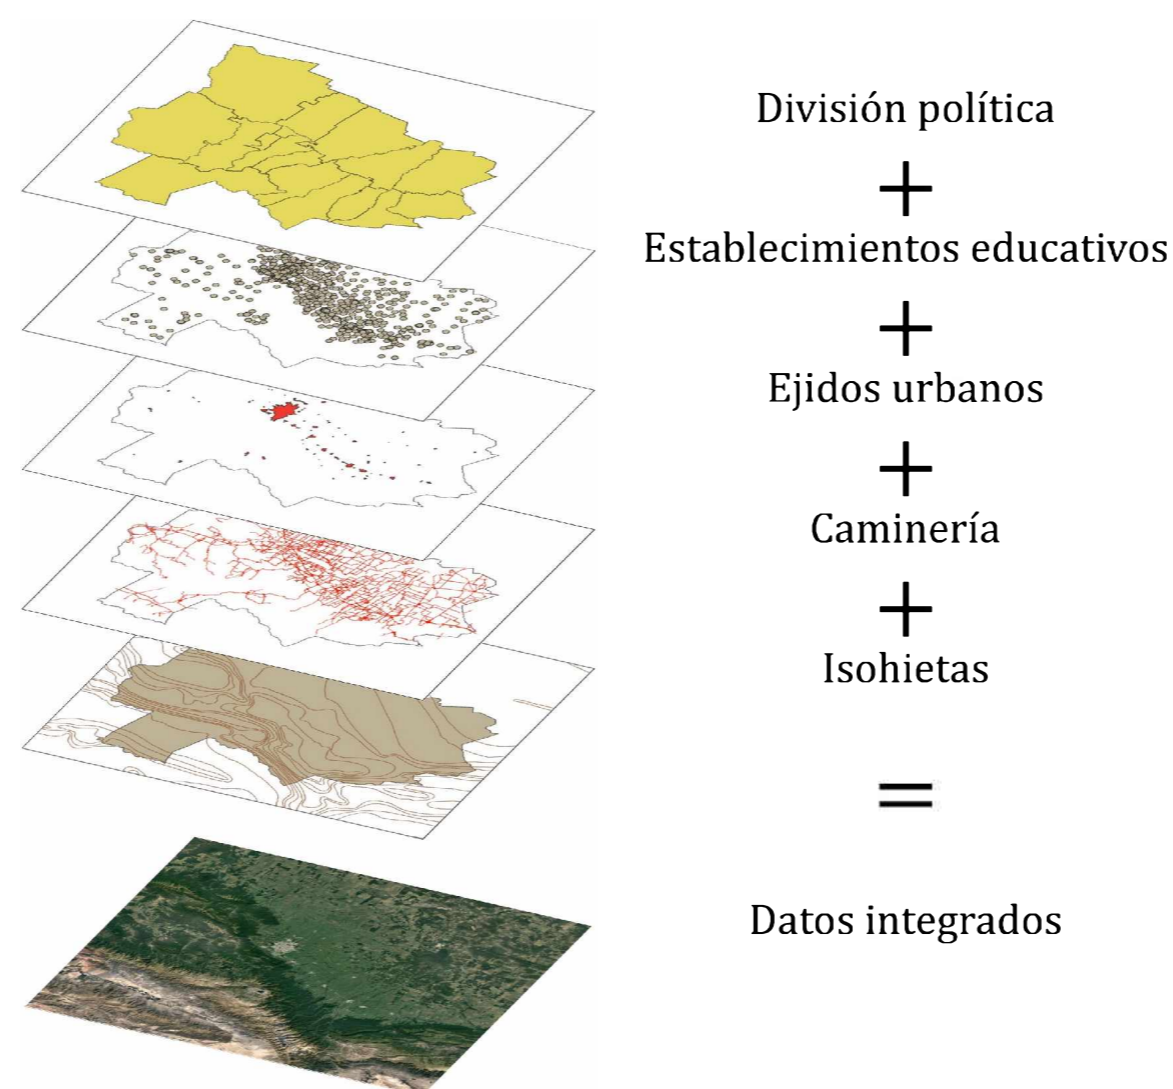 División política
+
Establecimientos educativos
+
Ejidos urbanos
+
Caminería
+
Isohietas
=
Datos integrados